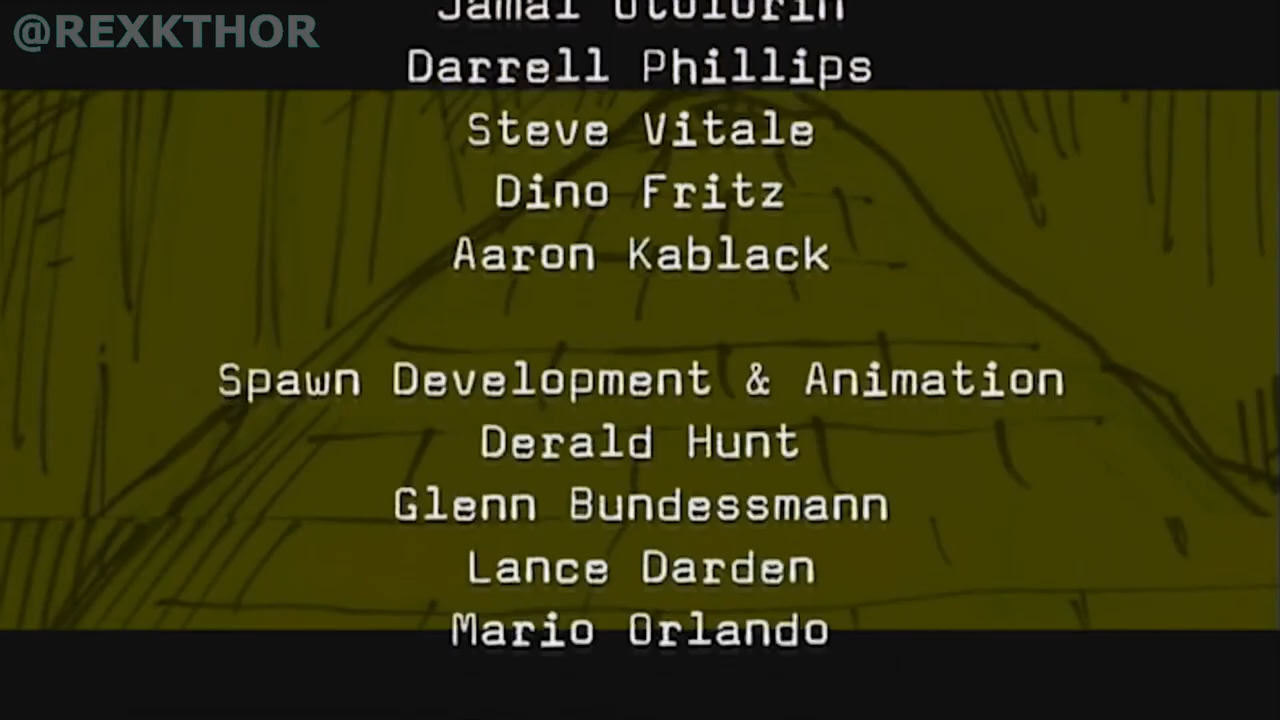 @REXKTHOR
Jamal
Darrell Phillips
Steve Vitale
Dino Fritz
Aaron Kablack
Spawn Development & Animation
Derald Hunt
Glenn Bundessmann
Lance Darden
Mario Orlando